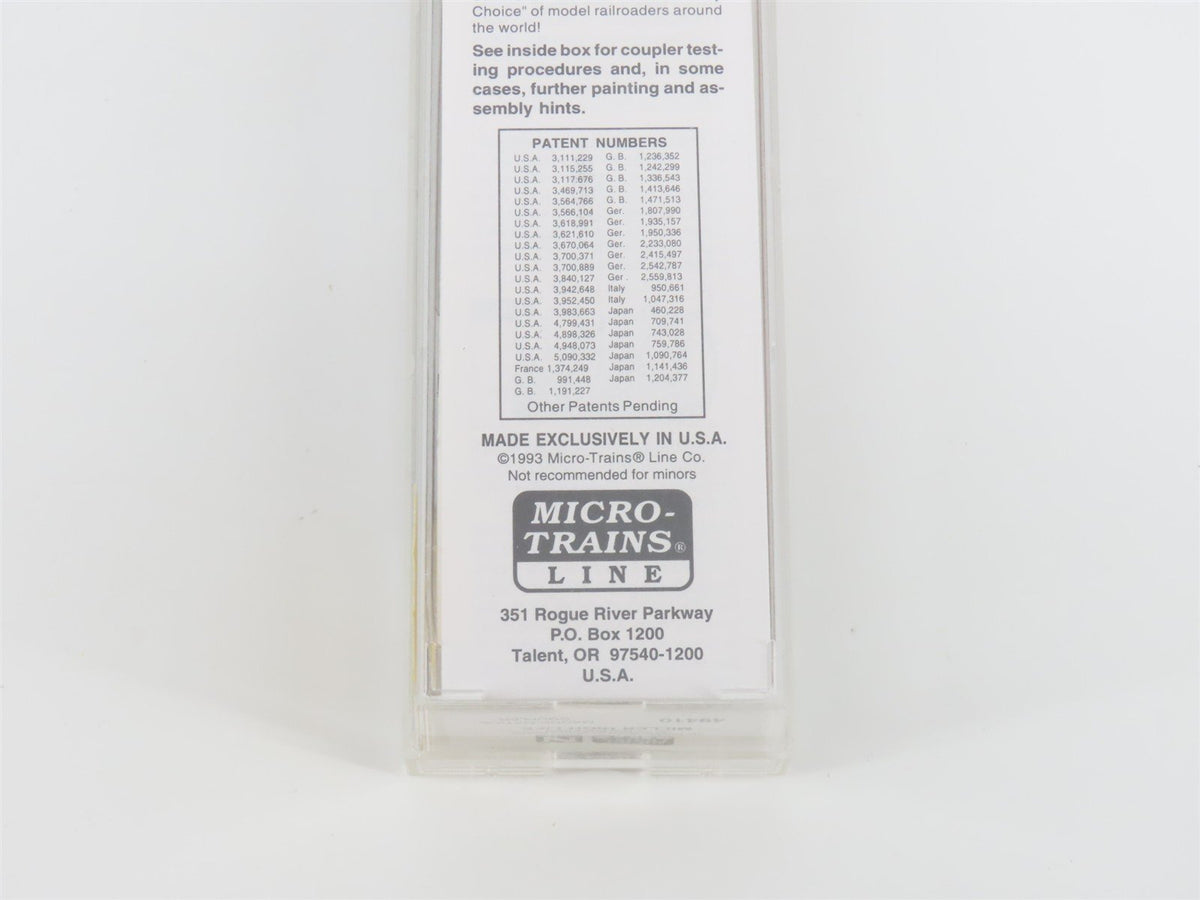 Choice" of model railroaders around
the world!
See inside box for coupler test-
ing procedures and, in some
cases, further painting and as-
sembly hints.
PATENT NUMBERS
U.S.A. 3,111,229 G. B. 1,236,352
U.S.A. 3,115,255 G. B. 1,242,299
U.S.A. 3,117,676 G. B. 1,336,543
U.S.A. 3,469,713 G. B. 1,413,646
U.S.A. 3,564,766 G. B. 1,471,513
U.S.A. 3,566,104 Ger. 1,807,990
U.S.A. 3,618,991 Ger. 1,935,157
U.S.A. 3,621,610 Ger. 1,950,336
U.S.A. 3,670,064 Ger. 2,233,080
U.S.A. 3,700,371 Ger. 2,415,497
U.S.A. 3,700,889 Ger. 2,542,787
U.S.A. 3,840,127 Ger. 2,559,813
U.S.A. 3,942,648 Italy 950,661
U.S.A. 3,952,450 Italy 1,047,316
U.S.A. 3,983,663 Japan 460,228
U.S.A. 4,799,431 Japan 709,741
U.S.A. 4,898,326 Japan 743,028
U.S.A. 4,948,073 Japan 759,786
U.S.A. 5,090,332 Japan 1,090,764
France 1,374,249 Japan 1,141,436
G. B. 991,448 Japan 1,204,377
G. B. 1,191,227
Other Patents Pending
MADE EXCLUSIVELY IN U.S.A.
©1993 Micro-Trains® Line Co.
Not recommended for minors
MICRO-
TRAINS®
LINE
351 Rogue River Parkway
P.O. Box 1200
Talent, OR 97540-1200
U.S.A.
49410